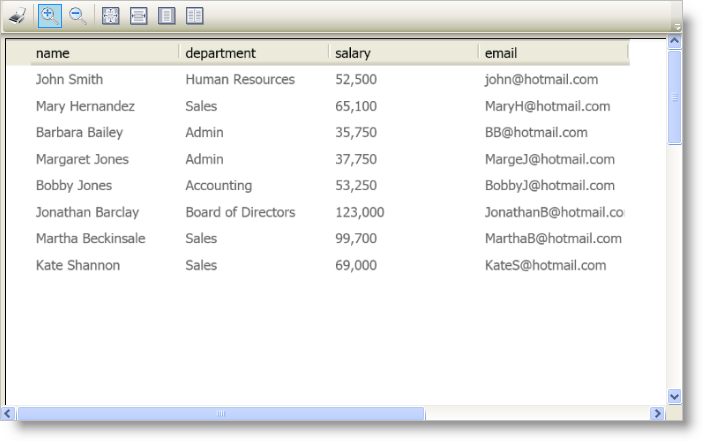 name department salary email
John Smith Human Resources 52,500 john@hotmail.com
Mary Hernandez Sales 65,100 MaryH@hotmail.com
Barbara Bailey Admin 35,750 BB@hotmail.com
Margaret Jones Admin 37,750 MargeJ@hotmail.com
Bobby Jones Accounting 53,250 BobbyJ@hotmail.com
Jonathan Barclay Board of Directors 123,000 JonathanB@hotmail.co
Martha Beckinsale Sales 99,700 MarthaB@hotmail.com
Kate Shannon Sales 69,000 KateS@hotmail.com